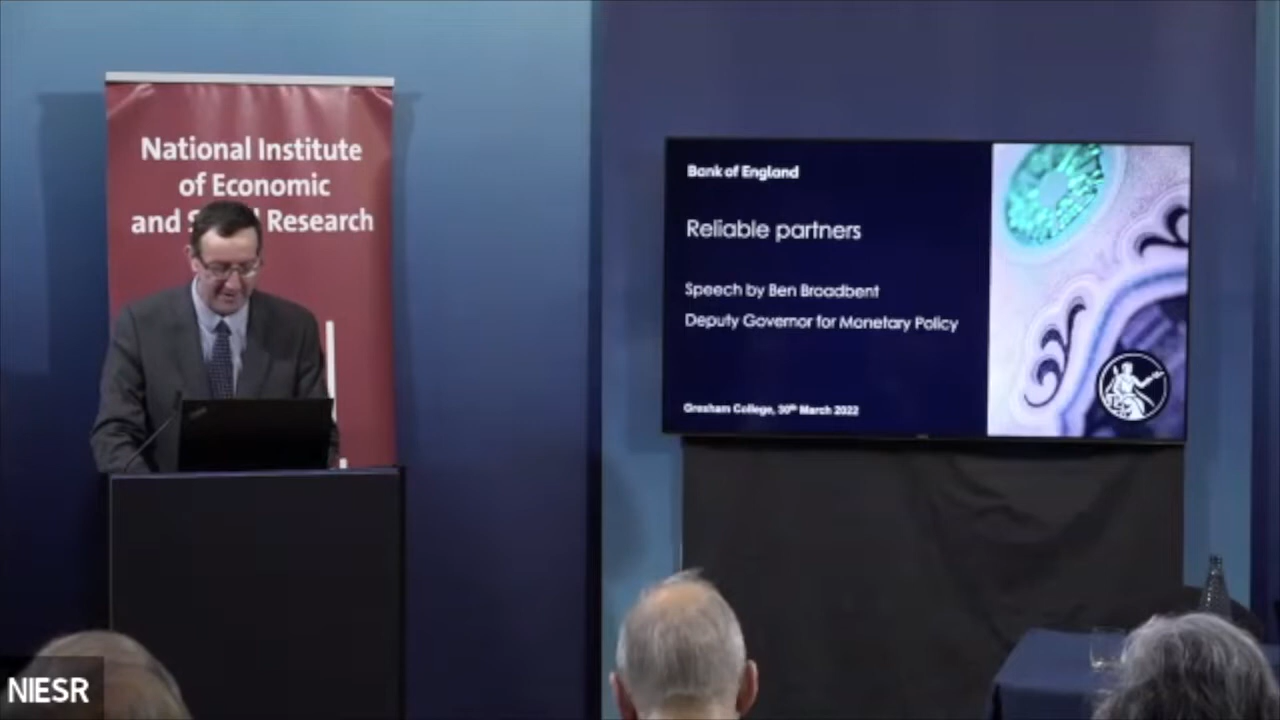 National Institute
of Economic
and Research
Bank of England
Reliable partners
Speech by Ben Broadbent
Deputy Governor for Monetary Policy
Gresham College, 30th March 2022
NIESR